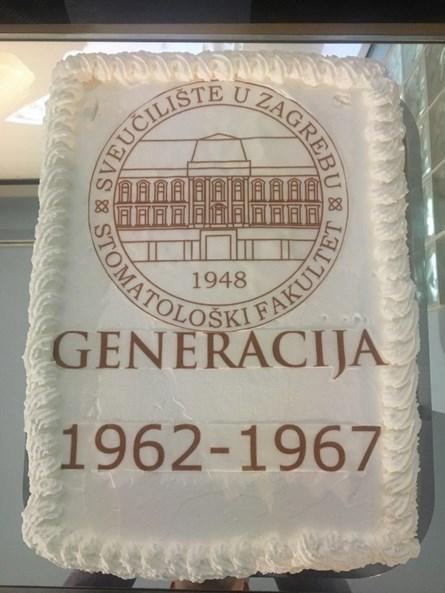 SVEUČILIŠTE U ZAGREBU
STOMATOLOŠKI FAKULTET
1948
GENERACIJA
1962-1967